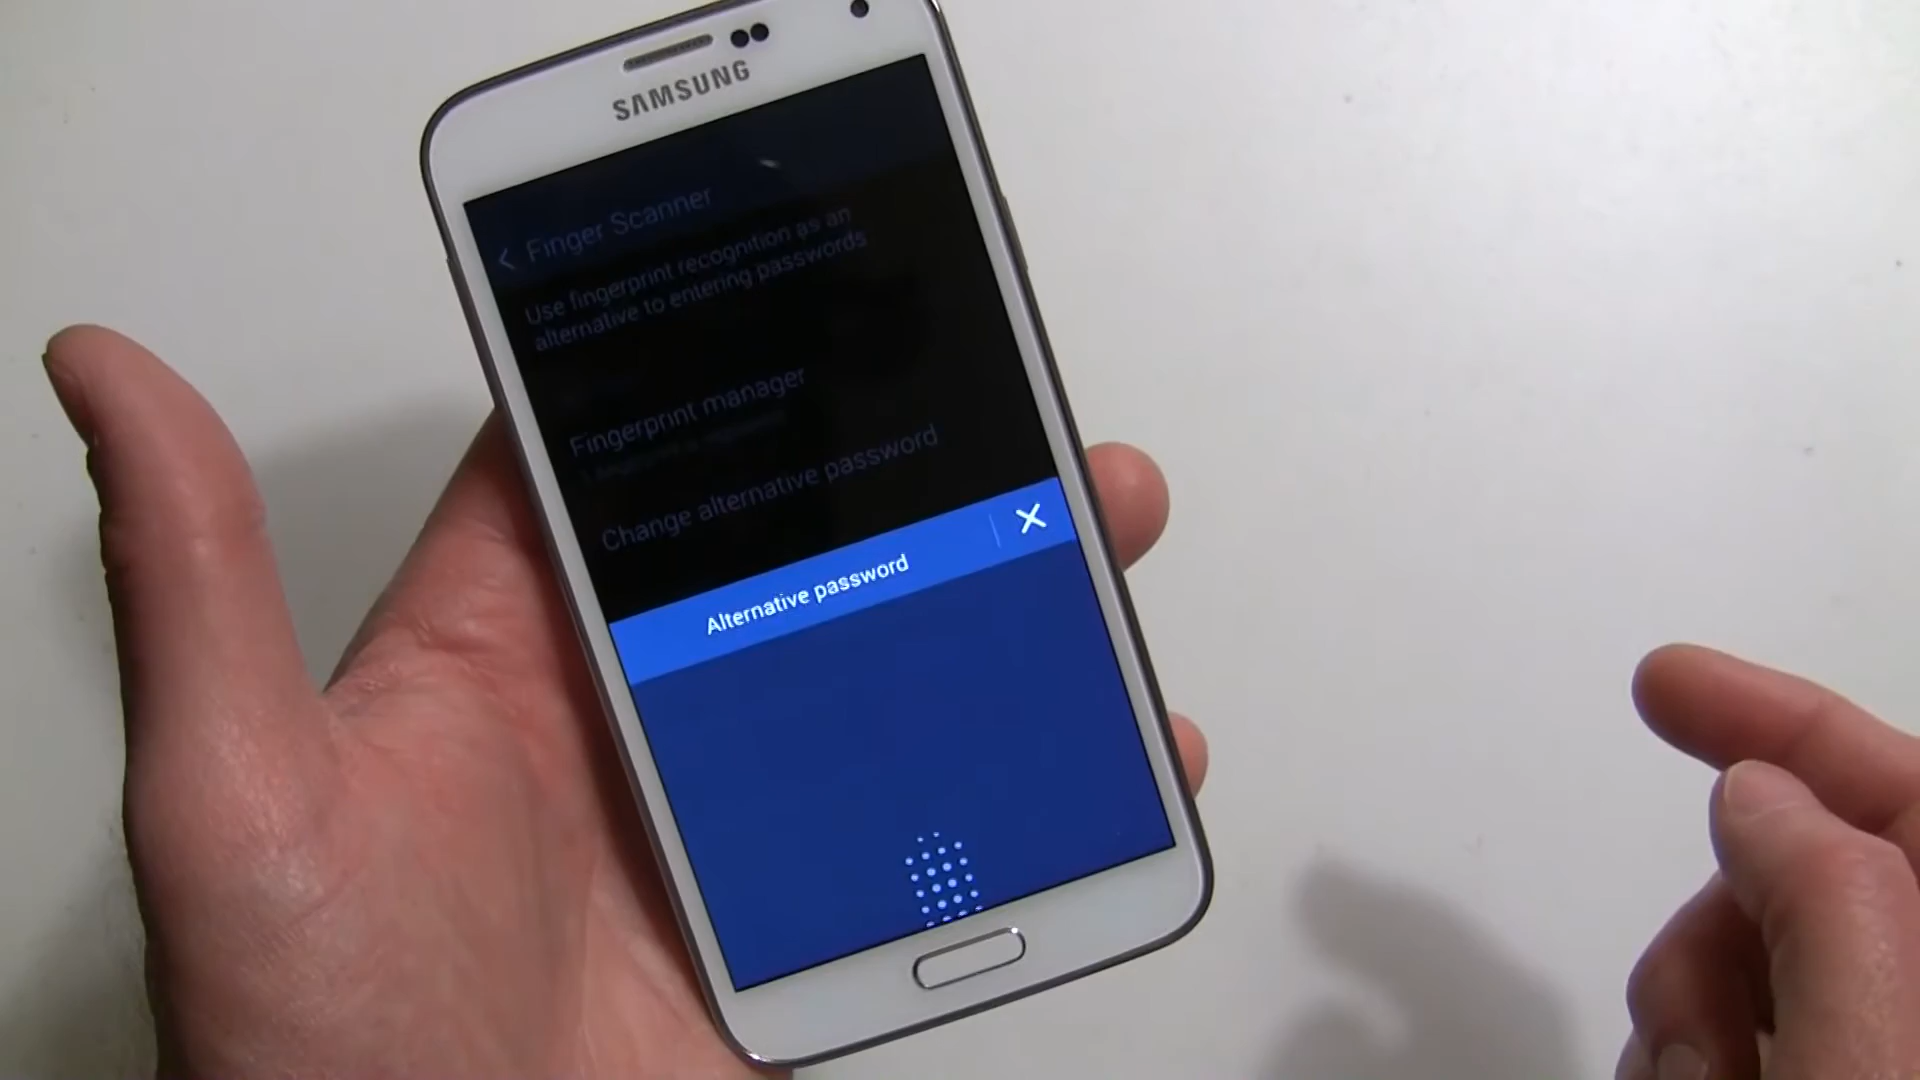 SAMSUNG
Finger Scanner
Use fingerprint recognition as an
alternative to entering passwords
Fingerprint manager
Change alternative password
Alternative password